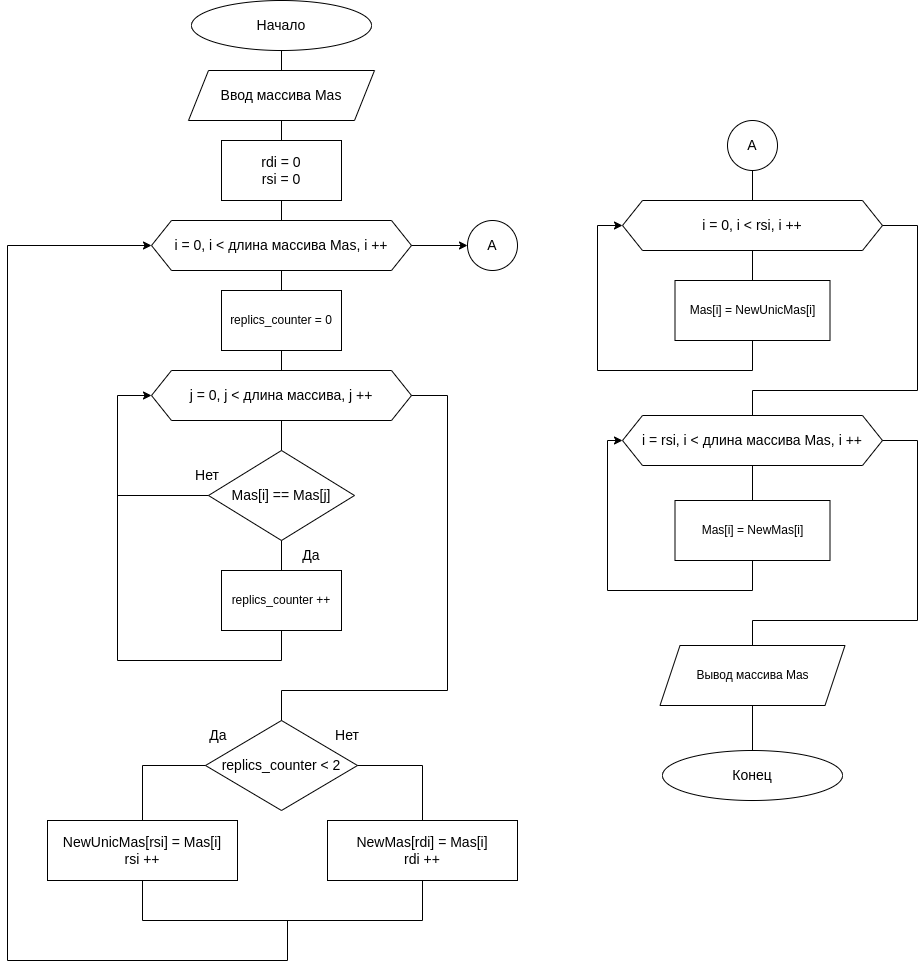 Начало
Ввод массива Mas
rdi = 0
rsi = 0
i = 0, i < длина массива Mas, i ++
A
replics_counter = 0
j = 0, j < длина массива, j ++
Нет
Mas[i] == Mas[j]
Да
replics_counter ++
Да
Нет
replics_counter < 2
NewUnicMas[rsi] = Mas[i]
rsi ++
NewMas[rdi] = Mas[i]
rdi ++
A
i = 0, i < rsi, i ++
Mas[i] = NewUnicMas[i]
i = rsi, i < длина массива Mas, i ++
Mas[i] = NewMas[i]
Вывод массива Mas
Конец